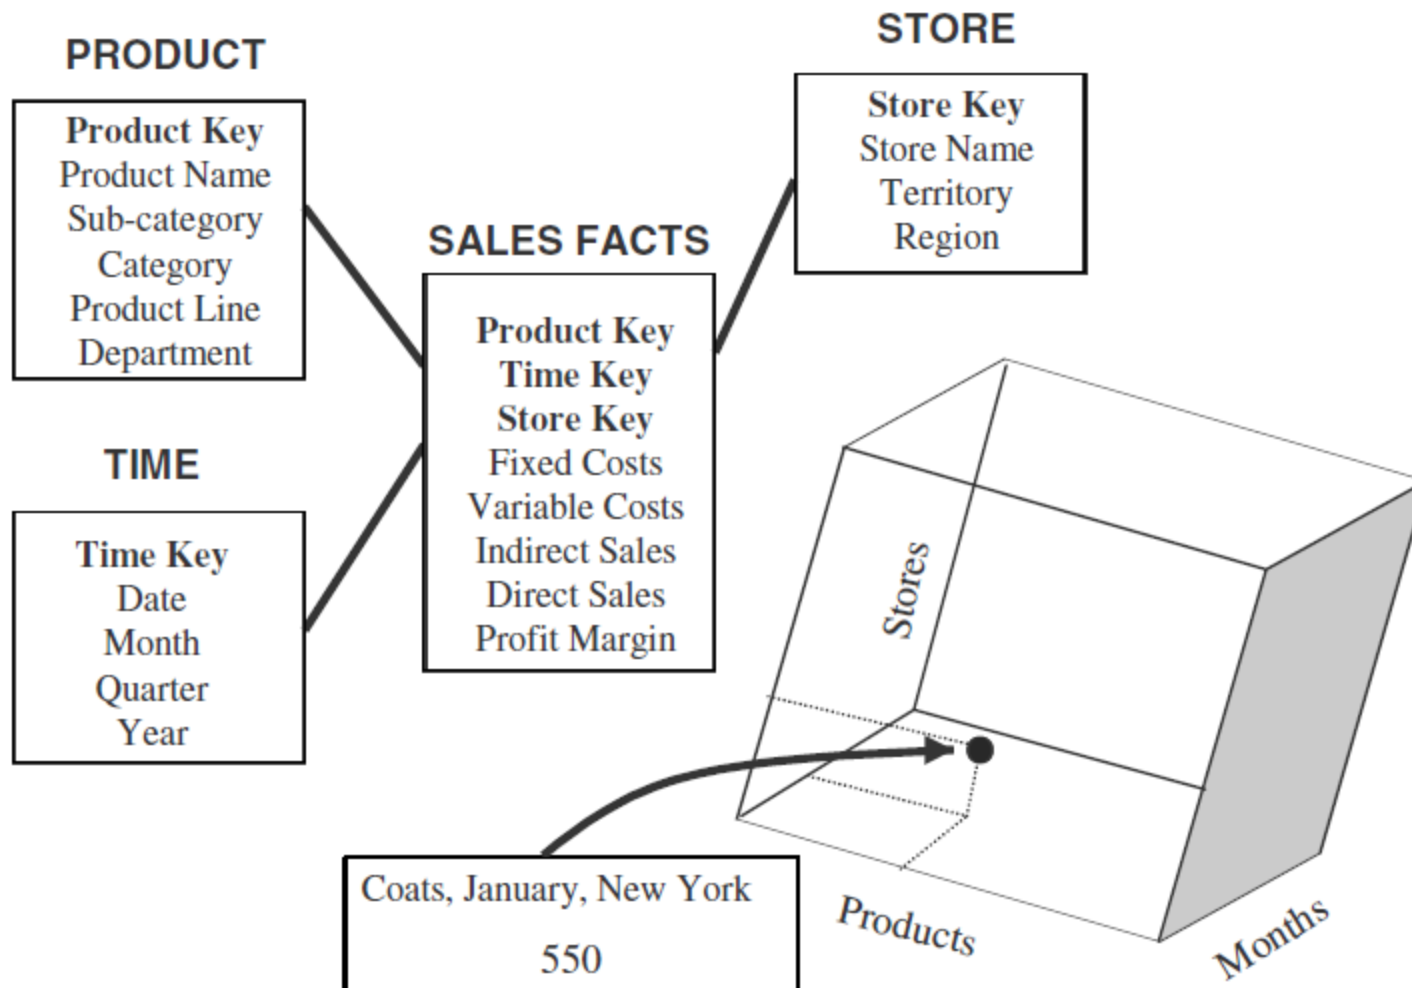 PRODUCT
Product Key
Product Name
Sub-category
Category
Product Line
Department
TIME
Time Key
Date
Month
Quarter
Year
SALES FACTS
Product Key
Time Key
Store Key
Fixed Costs
Variable Costs
Indirect Sales
Direct Sales
Profit Margin
STORE
Store Key
Store Name
Territory
Region
Stores
Products
Months
Coats, January, New York
550